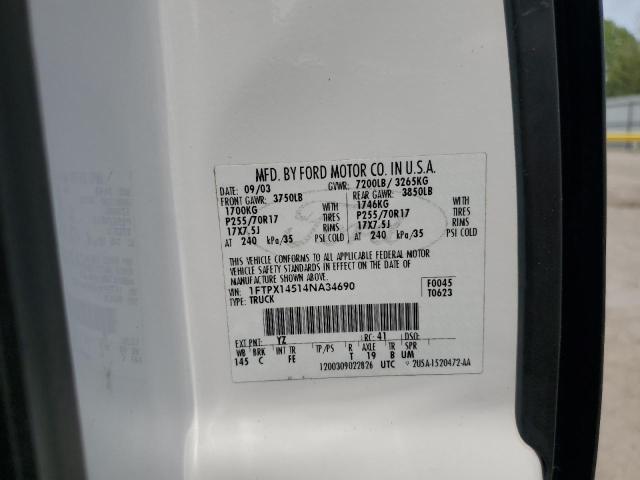 MFD. BY FORD MOTOR CO. IN U.S.A.
DATE: 09/03 GVWR: 7200LB / 3265KG
FRONT GAWR: 3750LB REAR GAWR: 3850LB
1700KG WITH 1746KG WITH
P255/70R17 TIRES P255/70R17 TIRES
17X7.5J RIMS 17X7.5J RIMS
AT 240 kPa/35 PSI COLD AT 240 kPa/35 PSI COLD
THIS VEHICLE CONFORMS TO ALL APPLICABLE FEDERAL MOTOR
VEHICLE SAFETY STANDARDS IN EFFECT ON THE DATE OF
MANUFACTURE SHOWN ABOVE.
VIN: 1FTPX14514NA34690 F0045
TYPE: TRUCK T0623
EXT PNT: YZ RC: 41 DSO:
WB BRK INT TR TP/PS R AXLE TR SPR
145 C FE T 19 B UM
1200309022826 UTC 2U5A-1520472-AA